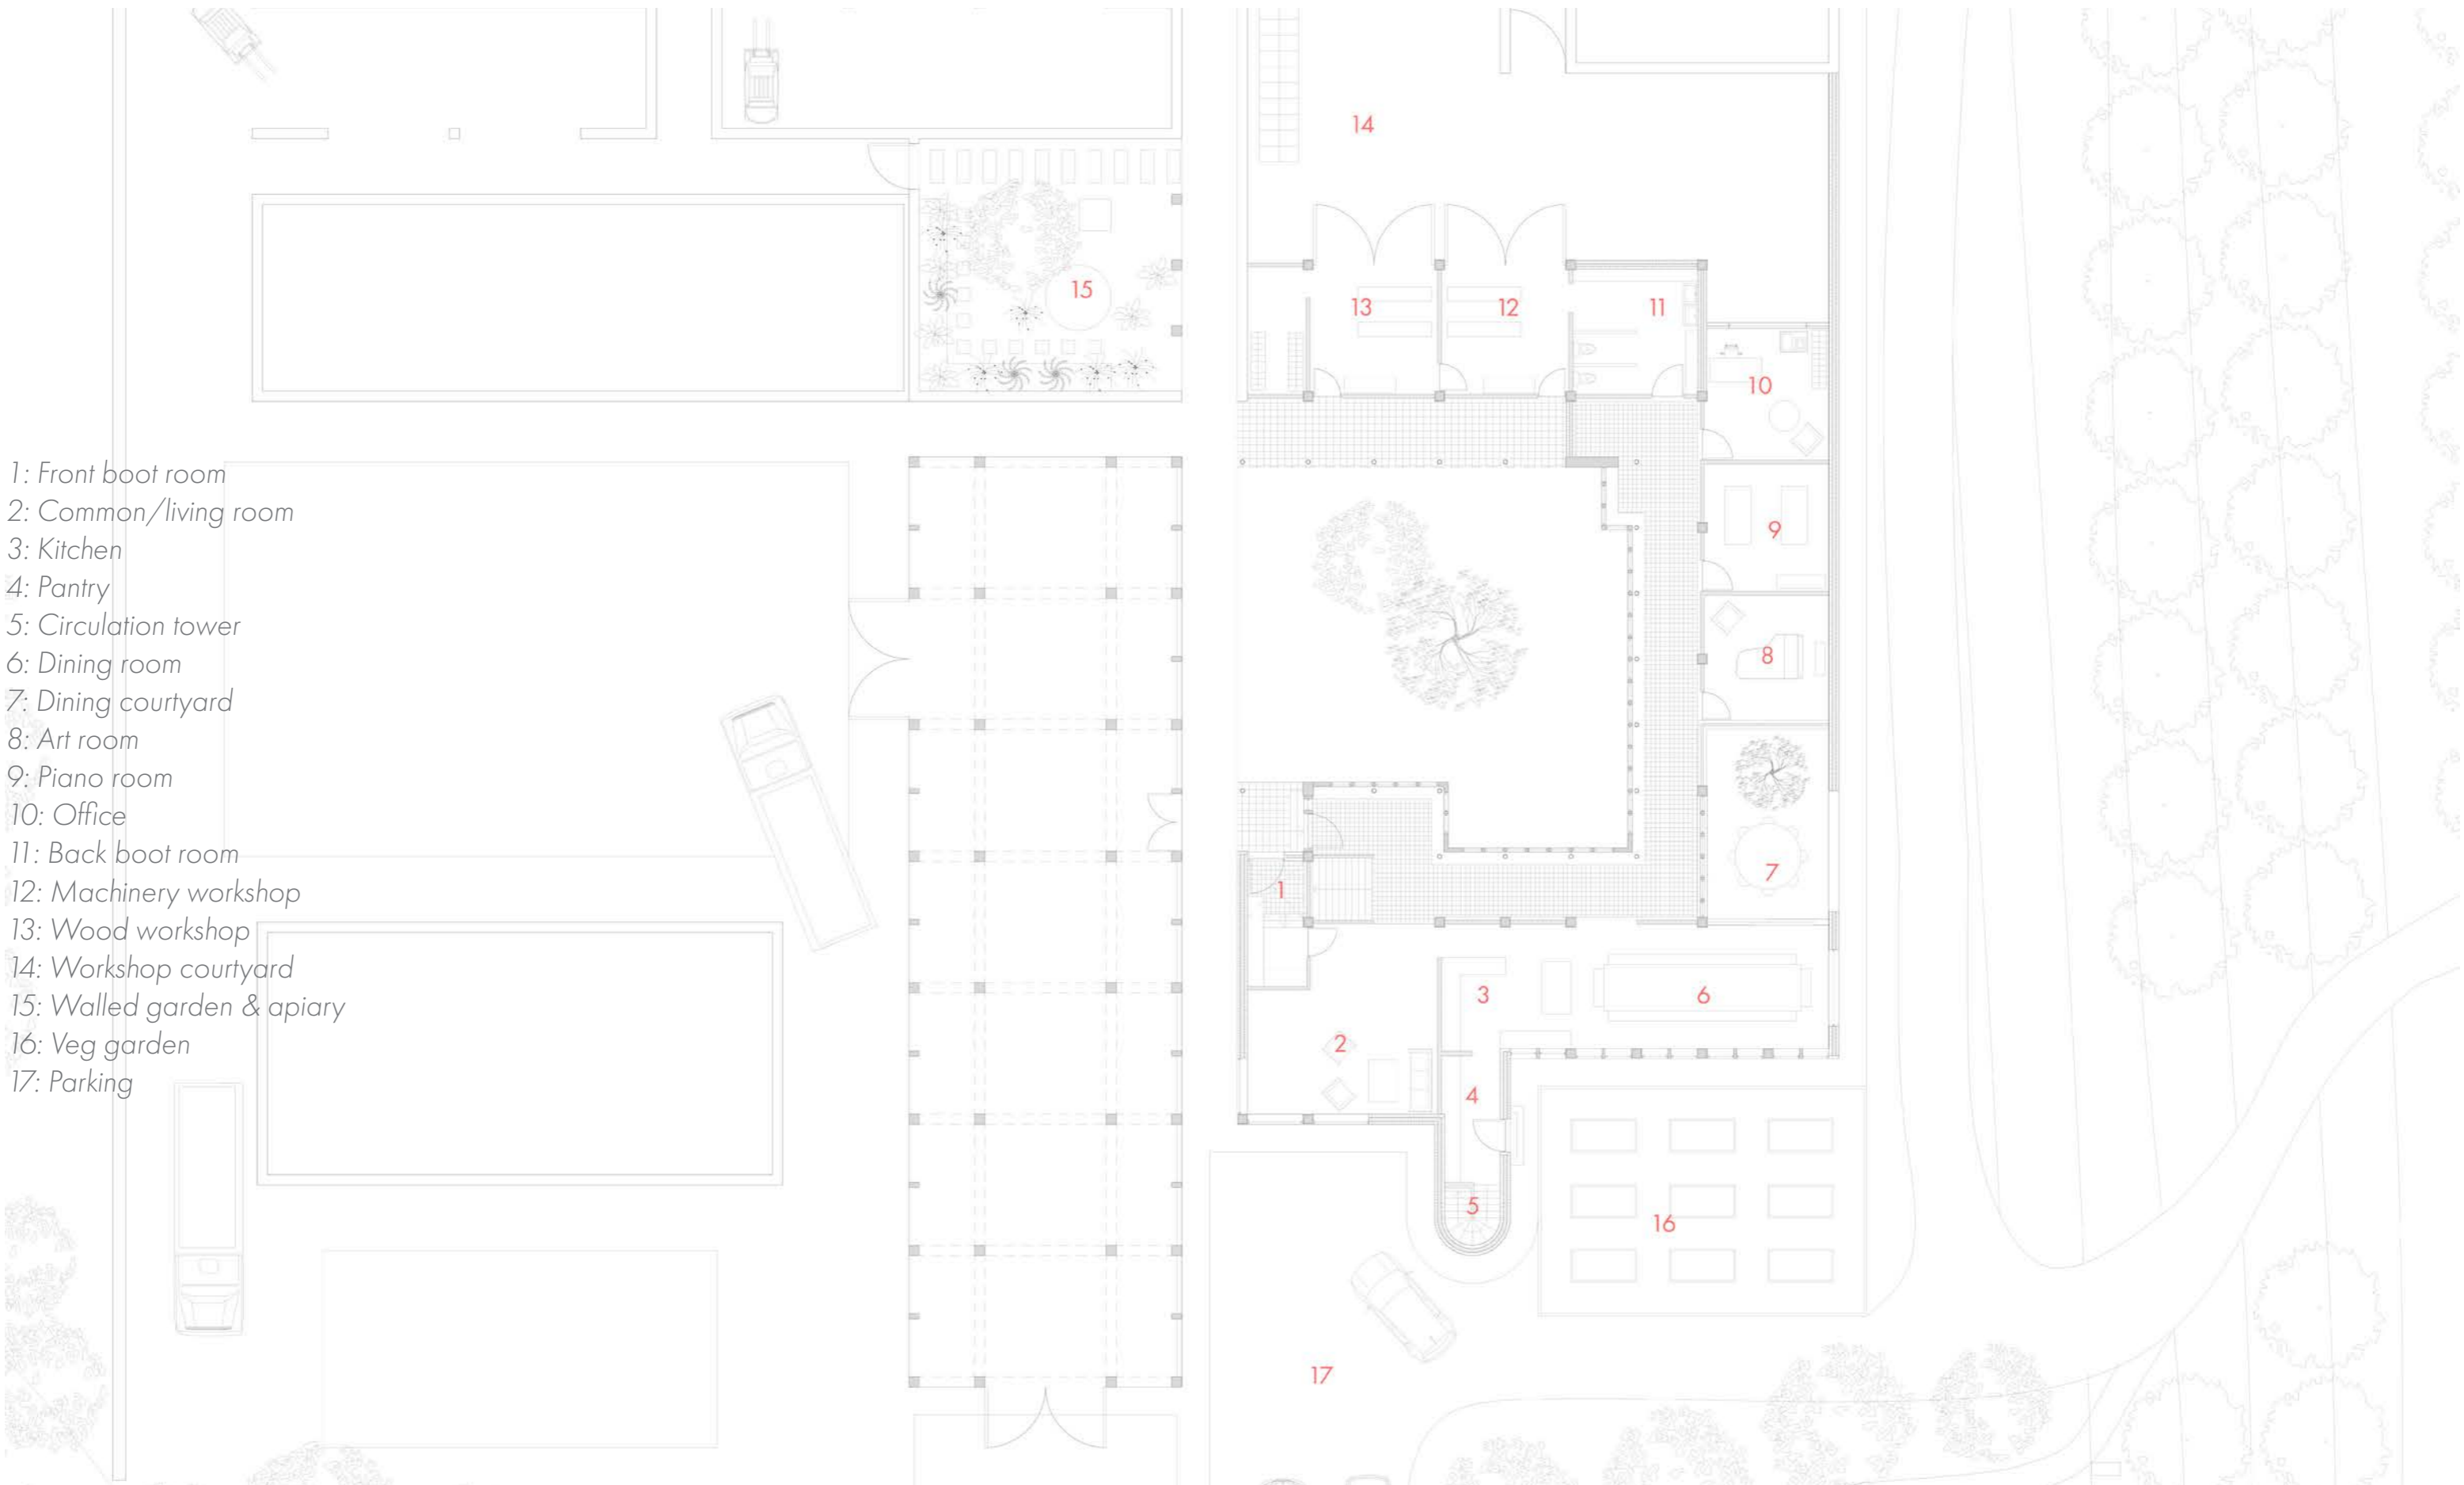 14
15
13
12
11
10
1: Front boot room
2: Common/living room
9
3: Kitchen
4: Pantry
5: Circulation tower
8
6: Dining room
7: Dining courtyard
8: Art room
9: Piano room
10: Office
11: Back boot room
7
12: Machinery workshop
1
13: Wood workshop
14: Workshop courtyard
3
6
15: Walled garden & apiary
2
16: Veg garden
17: Parking
4
5
16
17